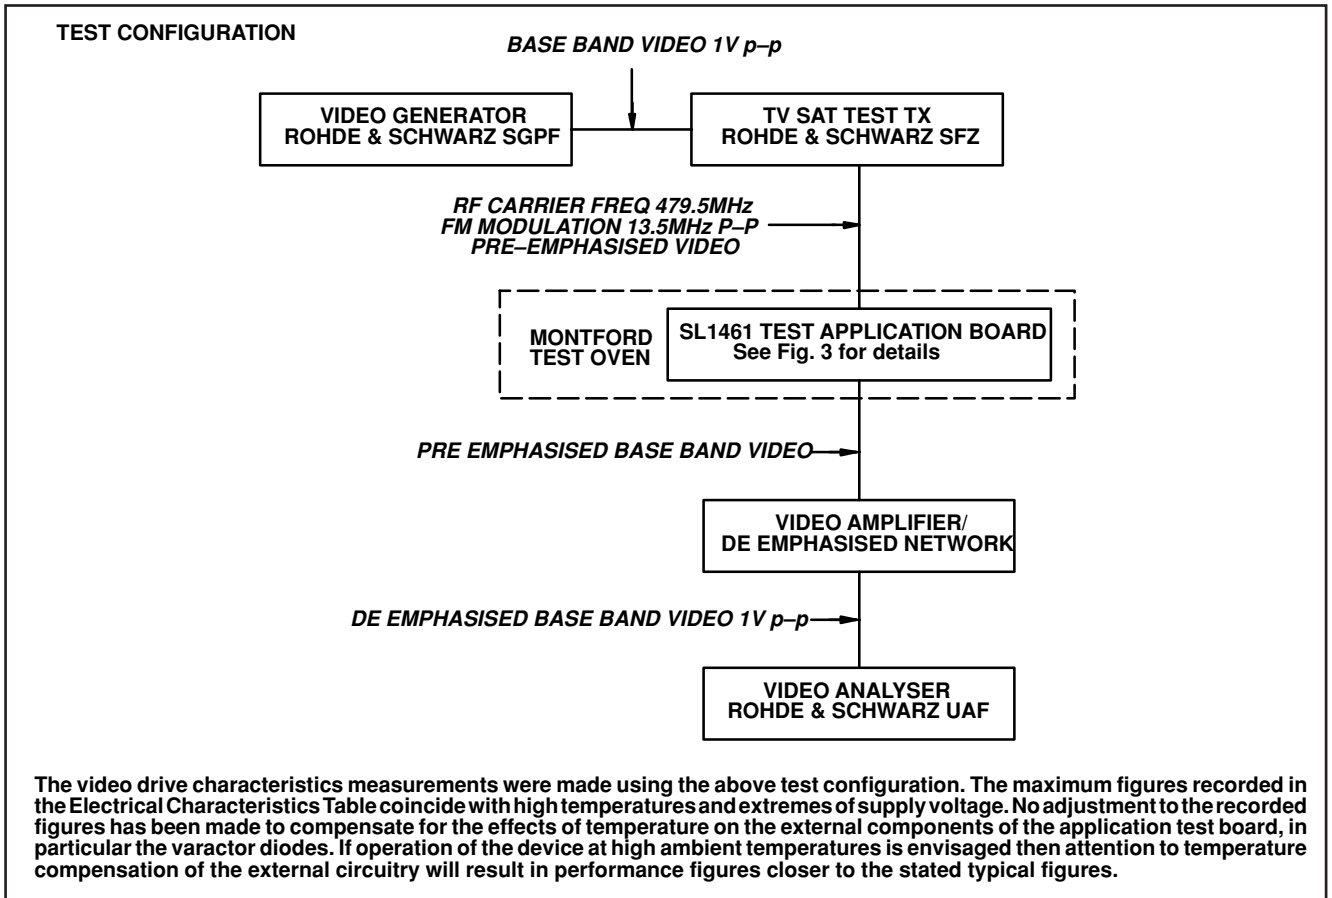 TEST CONFIGURATION
BASE BAND VIDEO 1V p–p
VIDEO GENERATOR
ROHDE & SCHWARZ SGPF
TV SAT TEST TX
ROHDE & SCHWARZ SFZ
RF CARRIER FREQ 479.5MHz
FM MODULATION 13.5MHz P–P
PRE–EMPHASISED VIDEO
MONTFORD
TEST OVEN
SL1461 TEST APPLICATION BOARD
See Fig. 3 for details
PRE EMPHASISED BASE BAND VIDEO
VIDEO AMPLIFIER/
DE EMPHASISED NETWORK
DE EMPHASISED BASE BAND VIDEO 1V p–p
VIDEO ANALYSER
ROHDE & SCHWARZ UAF
The video drive characteristics measurements were made using the above test configuration. The maximum figures recorded in
the Electrical Characteristics Table coincide with high temperatures and extremes of supply voltage. No adjustment to the recorded
figures has been made to compensate for the effects of temperature on the external components of the application test board, in
particular the varactor diodes. If operation of the device at high ambient temperatures is envisaged then attention to temperature
compensation of the external circuitry will result in performance figures closer to the stated typical figures.